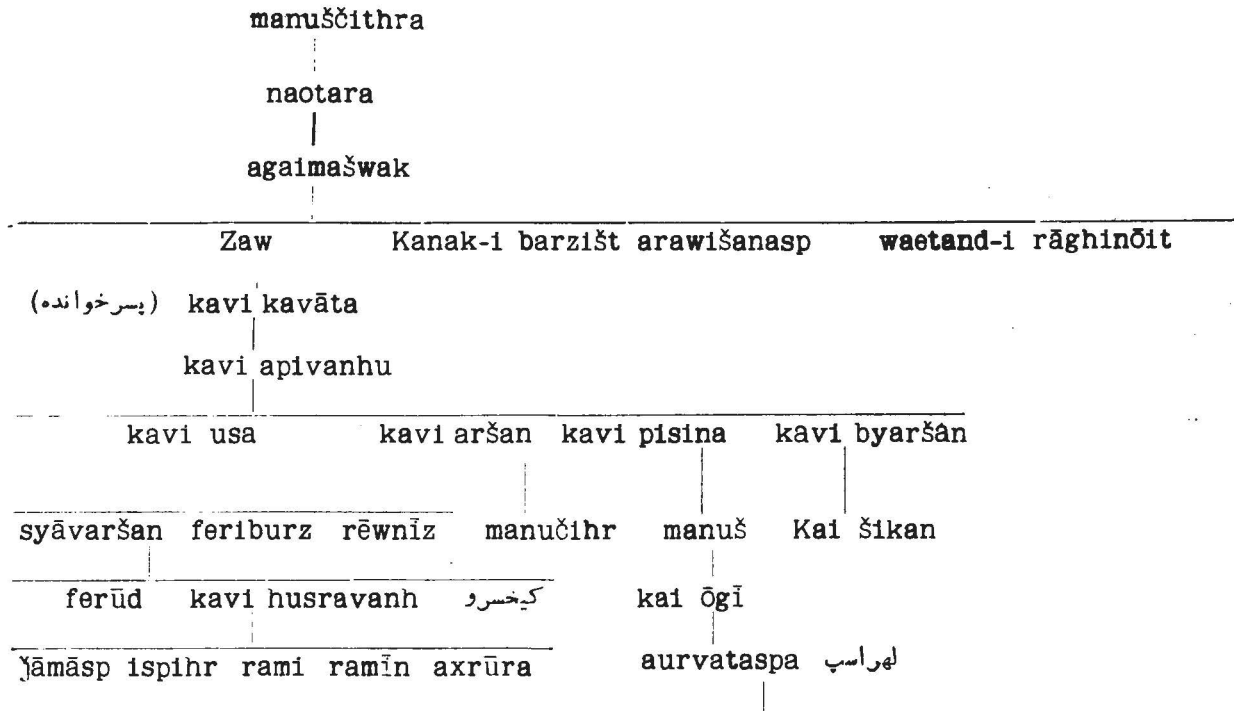 manuščithra
naotara
agaimašwak
Zaw Kanak-i barzišt arawišanasp waetand-i rāghinōit
(پسرخوانده) kavi kavāta
kavi apivanhu
kavi usa kavi aršan kavi pisina kavi byaršân
syāvaršan feriburz rēwnīz manučihr manuš Kai šikan
ferūd kavi husravanh کیخسرو kai ōgī
ǰāmāsp ispihr rami ramīn axrūra aurvataspa لهراسپ